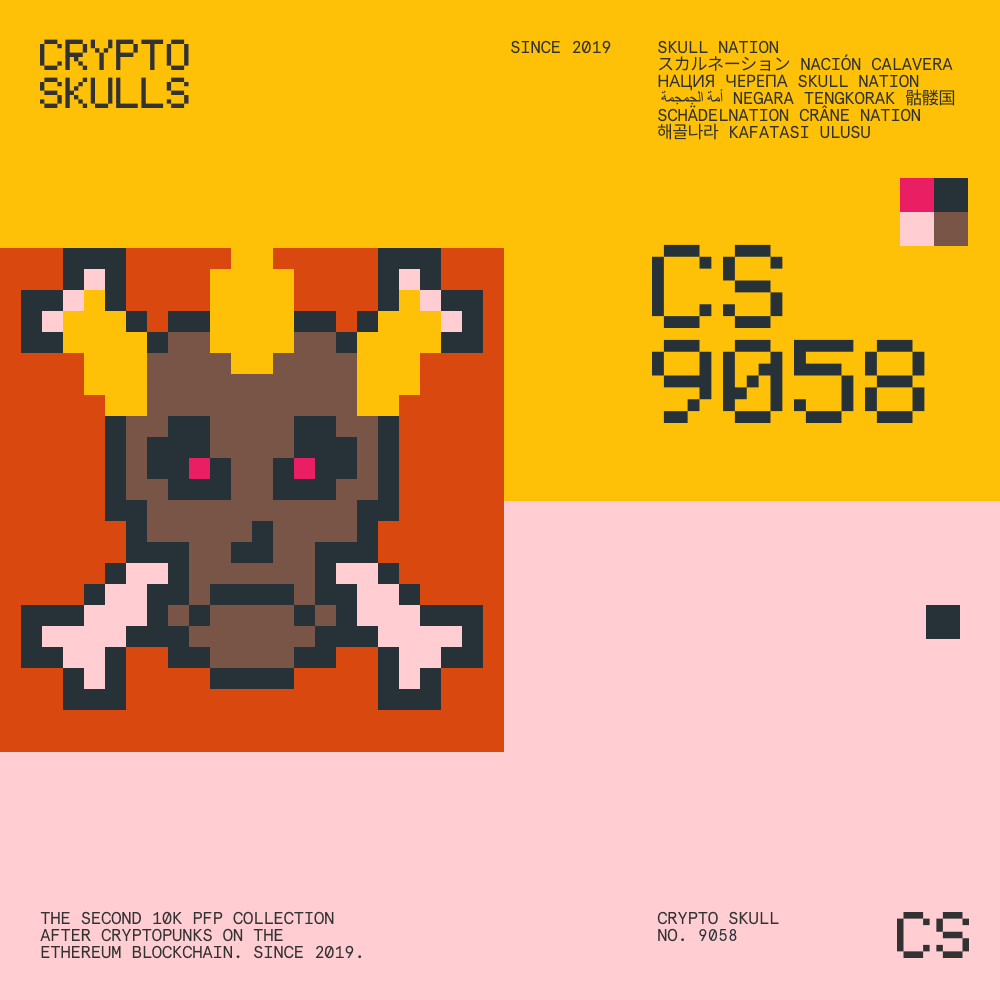 CRYPTO
SKULLS
SINCE 2019
SKULL NATION
スカルネーション NACIÓN CALAVERA
НАЦИЯ ЧЕРЕПА SKULL NATION
أمة الجمجمة NEGARA TENGKORAK 骷髅国
SCHÄDELNATION CRÂNE NATION
해골나라 KAFATASI ULUSU
CS
9058
THE SECOND 10K PFP COLLECTION
AFTER CRYPTOPUNKS ON THE
ETHEREUM BLOCKCHAIN. SINCE 2019.
CRYPTO SKULL
NO. 9058
CS